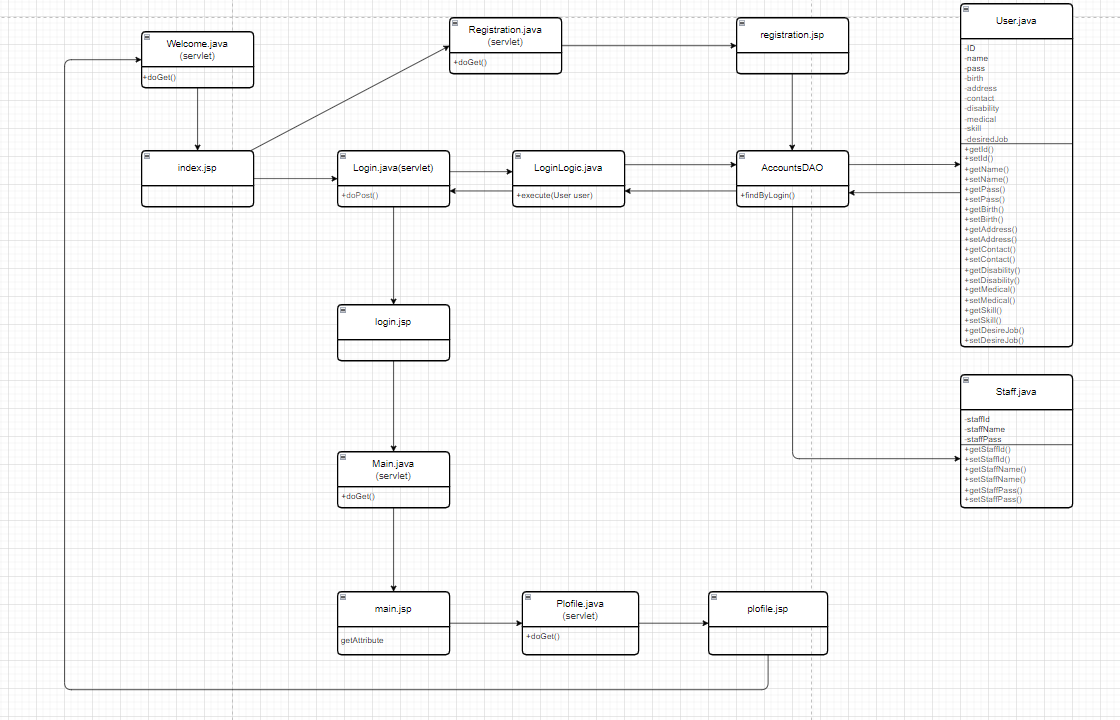 Welcome.java
(servlet)
+doGet()
Registration.java
(servlet)
+doGet()
registration.jsp
User.java
-ID
-name
-pass
-birth
-address
-contact
-disability
-medical
-skill
-desiredJob
+getId()
+setId()
+getName()
+setName()
+getPass()
+setPass()
+getBirth()
+setBirth()
+getAddress()
+setAddress()
+getContact()
+setContact()
+getDisability()
+setDisability()
+getMedical()
+setMedical()
+getSkill()
+setSkill()
+getDesireJob()
+setDesireJob()
index.jsp
Login.java(servlet)
+doPost()
LoginLogic.java
+execute(User user)
AccountsDAO
+findByLogin()
login.jsp
Staff.java
-staffId
-staffName
-staffPass
+getStaffId()
+setStaffId()
+getStaffName()
+setStaffName()
+getStaffPass()
+setStaffPass()
Main.java
(servlet)
+doGet()
main.jsp
getAttribute
Plofile.java
(servlet)
+doGet()
plofile.jsp